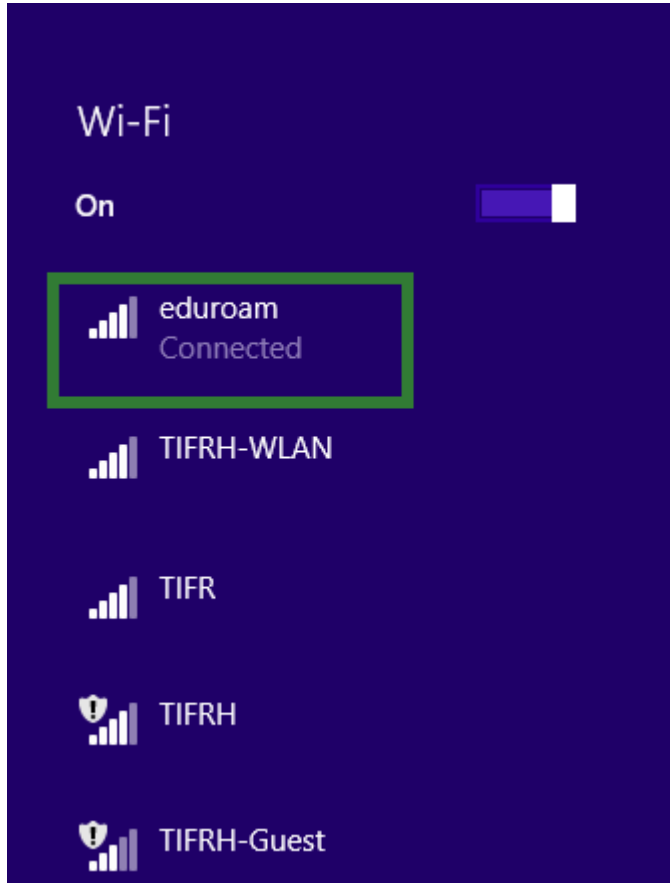 Wi-Fi
On
eduroam
Connected
TIFRH-WLAN
TIFR
TIFRH
TIFRH-Guest